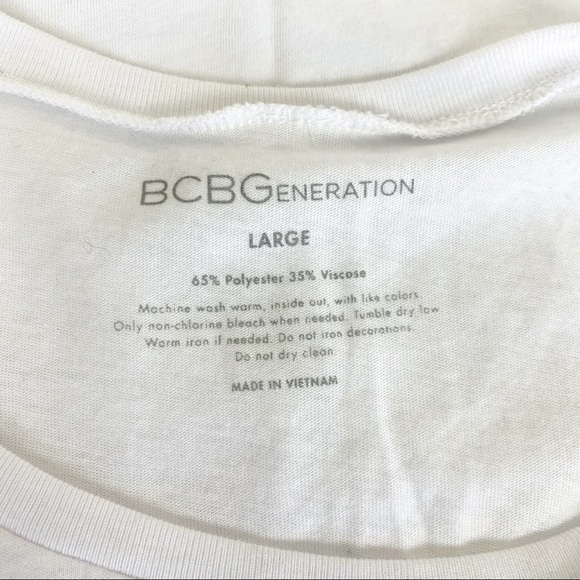 BCBGENERATION
LARGE
65% Polyester 35% Viscose
Machine wash warm, inside out, with like colors.
Only non-chlorine bleach when needed. Tumble dry low.
Warm iron if needed. Do not iron decorations.
Do not dry clean.
MADE IN VIETNAM